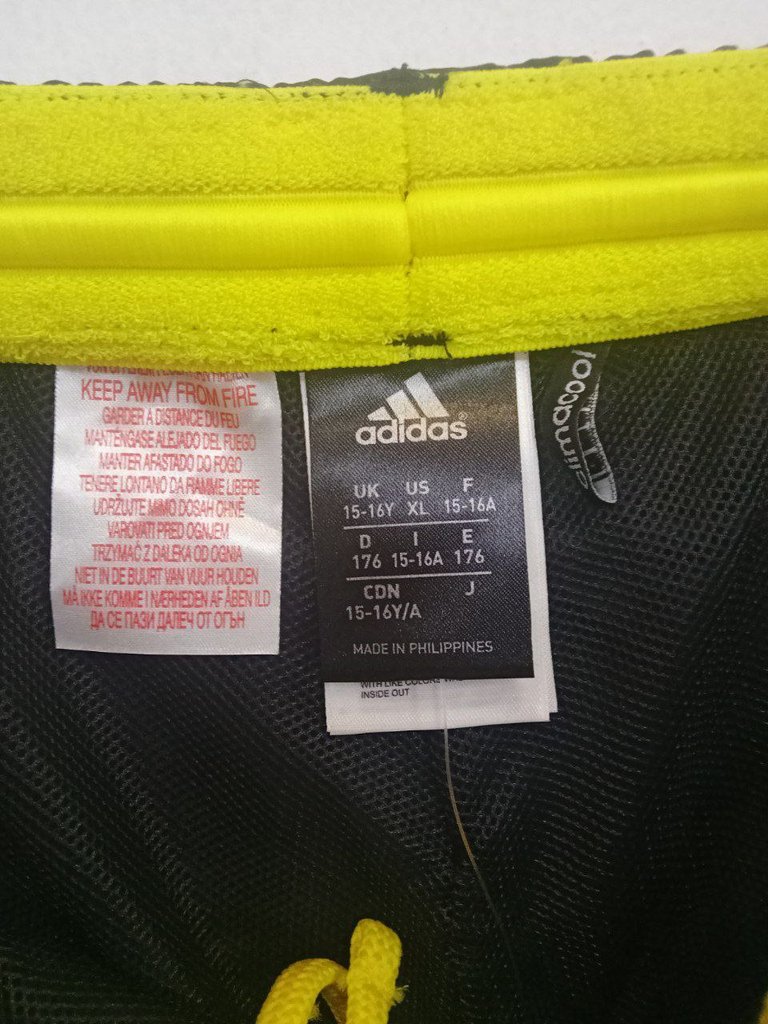 KEEP AWAY FROM FIRE
GARDER A DISTANCE DU FEU
MANTENGASE ALEJADO DEL FUEGO
MANTER AFASTADO DO FOGO
TENERE LONTANO DA FIAMME LIBERE
UDRŽUJTE MIMO DOSAH OHNĚ
VAROVATI PRED OGNJEM
TRZYMAĆ Z DALEKA OD OGNIA
NIET IN DE BUURT VAN VUUR HOUDEN
MÅ IKKE KOMME I NÆRHEDEN AF ÅBEN ILD
ДА СЕ ПАЗИ ДАЛЕЧ ОТ ОГЪН
adidas®
UK US F
15-16Y XL 15-16A
D I E
176 15-16A 176
CDN J
15-16Y/A
MADE IN PHILIPPINES
WITH LIKE COLORS
INSIDE OUT
climacool